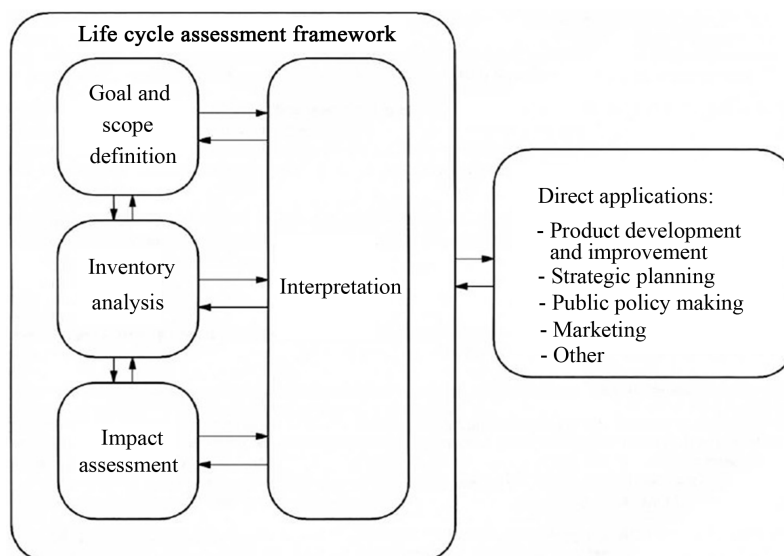 Life cycle assessment framework
Goal and
scope
definition
Inventory
analysis
Impact
assessment
Interpretation
Direct applications:
- Product development
and improvement
- Strategic planning
- Public policy making
- Marketing
- Other